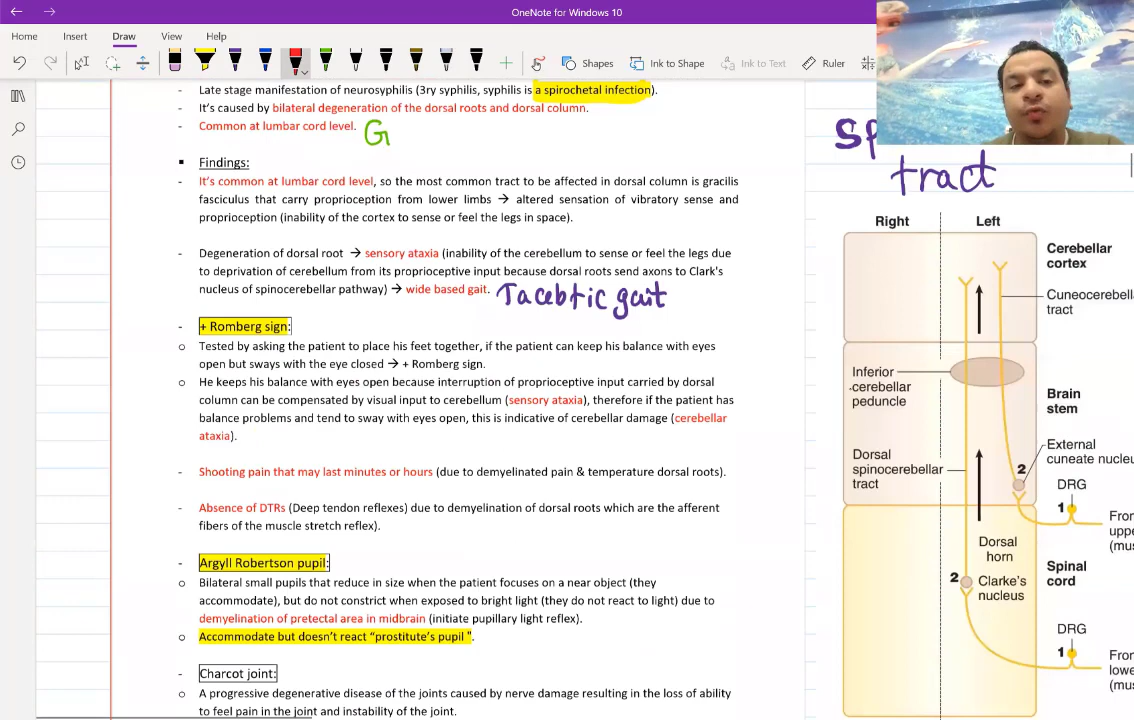 OneNote for Windows 10
Home Insert Draw View Help
Shapes Ink to Shape Ink to Text Ruler
Late stage manifestation of neurosyphilis (3ry syphilis, syphilis is a spirochetal infection).
- It's caused by bilateral degeneration of the dorsal roots and dorsal column.
- Common at lumbar cord level. G
▪ Findings:
- It's common at lumbar cord level, so the most common tract to be affected in dorsal column is gracilis
fasciculus that carry proprioception from lower limbs → altered sensation of vibratory sense and
proprioception (inability of the cortex to sense or feel the legs in space).
- Degeneration of dorsal root → sensory ataxia (inability of the cerebellum to sense or feel the legs due
to deprivation of cerebellum from its proprioceptive input because dorsal roots send axons to Clark's
nucleus of spinocerebellar pathway) → wide based gait. Tacebtic gait
- + Romberg sign:
o Tested by asking the patient to place his feet together, if the patient can keep his balance with eyes
open but sways with the eye closed → + Romberg sign.
o He keeps his balance with eyes open because interruption of proprioceptive input carried by dorsal
column can be compensated by visual input to cerebellum (sensory ataxia), therefore if the patient has
balance problems and tend to sway with eyes open, this is indicative of cerebellar damage (cerebellar
ataxia).
- Shooting pain that may last minutes or hours (due to demyelinated pain & temperature dorsal roots).
- Absence of DTRs (Deep tendon reflexes) due to demyelination of dorsal roots which are the afferent
fibers of the muscle stretch reflex).
- Argyll Robertson pupil:
o Bilateral small pupils that reduce in size when the patient focuses on a near object (they
accommodate), but do not constrict when exposed to bright light (they do not react to light) due to
demyelination of pretectal area in midbrain (initiate pupillary light reflex).
o Accommodate but doesn't react "prostitute's pupil ".
- Charcot joint:
o A progressive degenerative disease of the joints caused by nerve damage resulting in the loss of ability
to feel pain in the joint and instability of the joint.
tract
Right Left
Cerebellar
cortex
tract
Inferior
cerebellar
peduncle
Brain
stem
External
Dorsal
spinocerebellar
tract
2
DRG
1
Dorsal
horn
2 Clarke's
nucleus
Spinal
cord
DRG
1